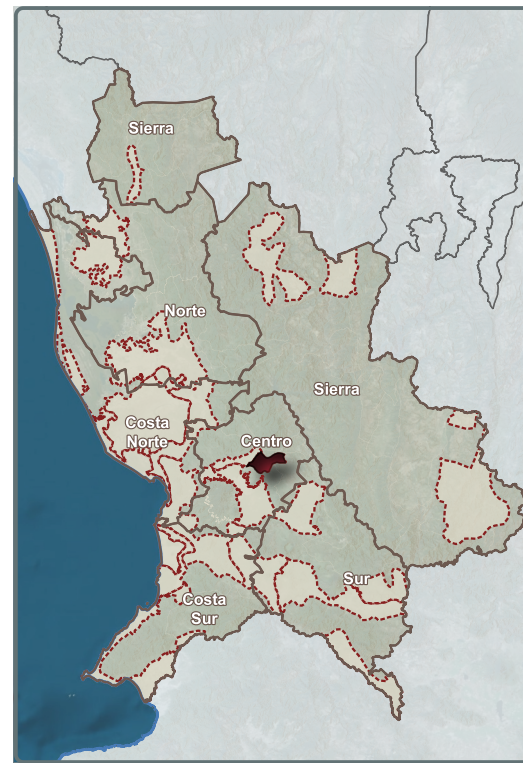 Sierra
Norte
Sierra
Costa
Norte
Centro
Sur
Costa
Sur